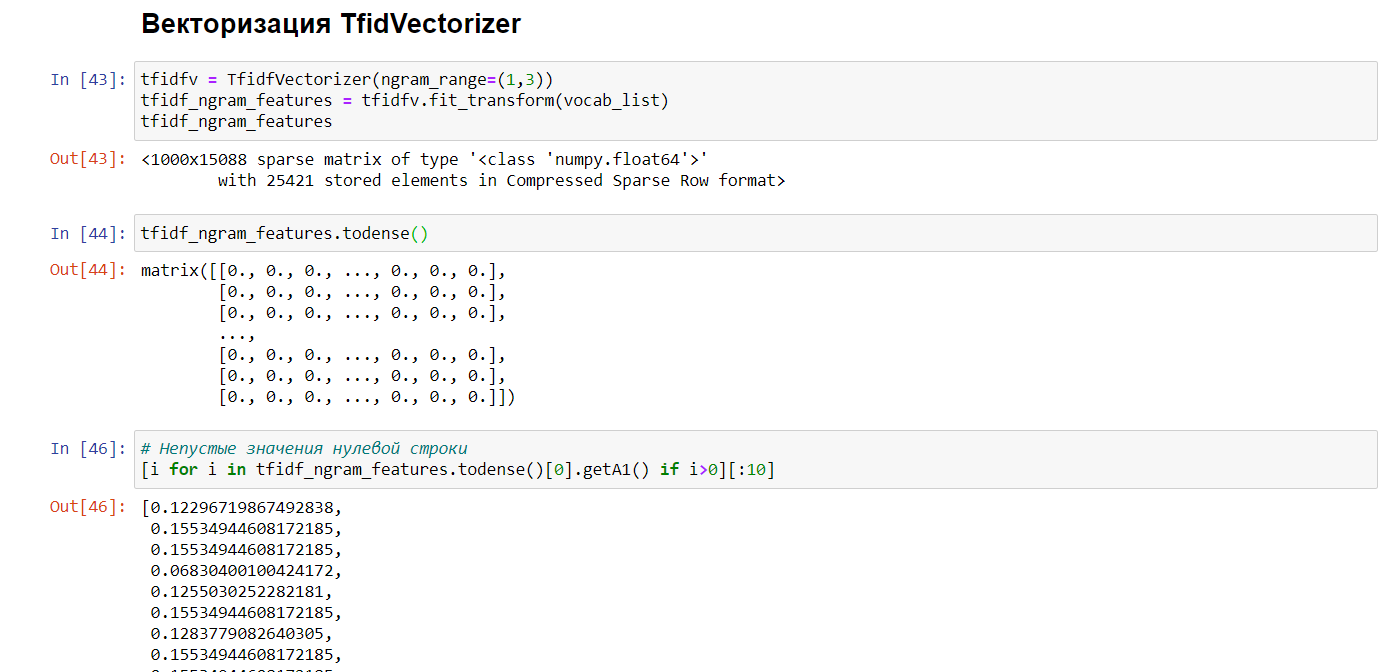 Векторизация TfidVectorizer
In [43]: tfidfv = TfidfVectorizer(ngram_range=(1,3))
tfidf_ngram_features = tfidfv.fit_transform(vocab_list)
tfidf_ngram_features
Out[43]: <1000x15088 sparse matrix of type '<class 'numpy.float64'>'
with 25421 stored elements in Compressed Sparse Row format>
In [44]: tfidf_ngram_features.todense()
Out[44]: matrix([[0., 0., 0., ..., 0., 0., 0.],
[0., 0., 0., ..., 0., 0., 0.],
[0., 0., 0., ..., 0., 0., 0.],
...,
[0., 0., 0., ..., 0., 0., 0.],
[0., 0., 0., ..., 0., 0., 0.],
[0., 0., 0., ..., 0., 0., 0.]])
In [46]: # Непустые значения нулевой строки
[i for i in tfidf_ngram_features.todense()[0].getA1() if i>0][:10]
Out[46]: [0.12296719867492838,
0.15534944608172185,
0.15534944608172185,
0.06830400100424172,
0.1255030252282181,
0.15534944608172185,
0.1283779082640305,
0.15534944608172185,